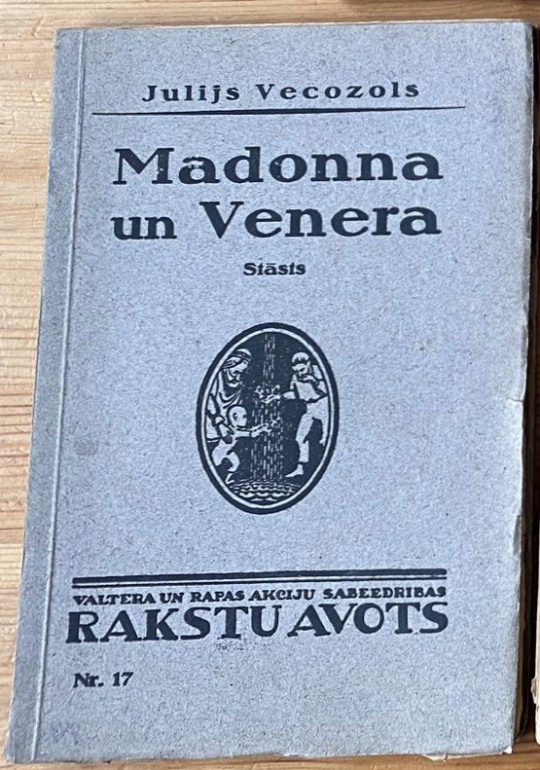 Julijs Vecozols
Madonna
un Venera
Stāsts
VALTERA UN RAPAS AKCIJU SABEEDRIBAS
RAKSTU AVOTS
Nr. 17